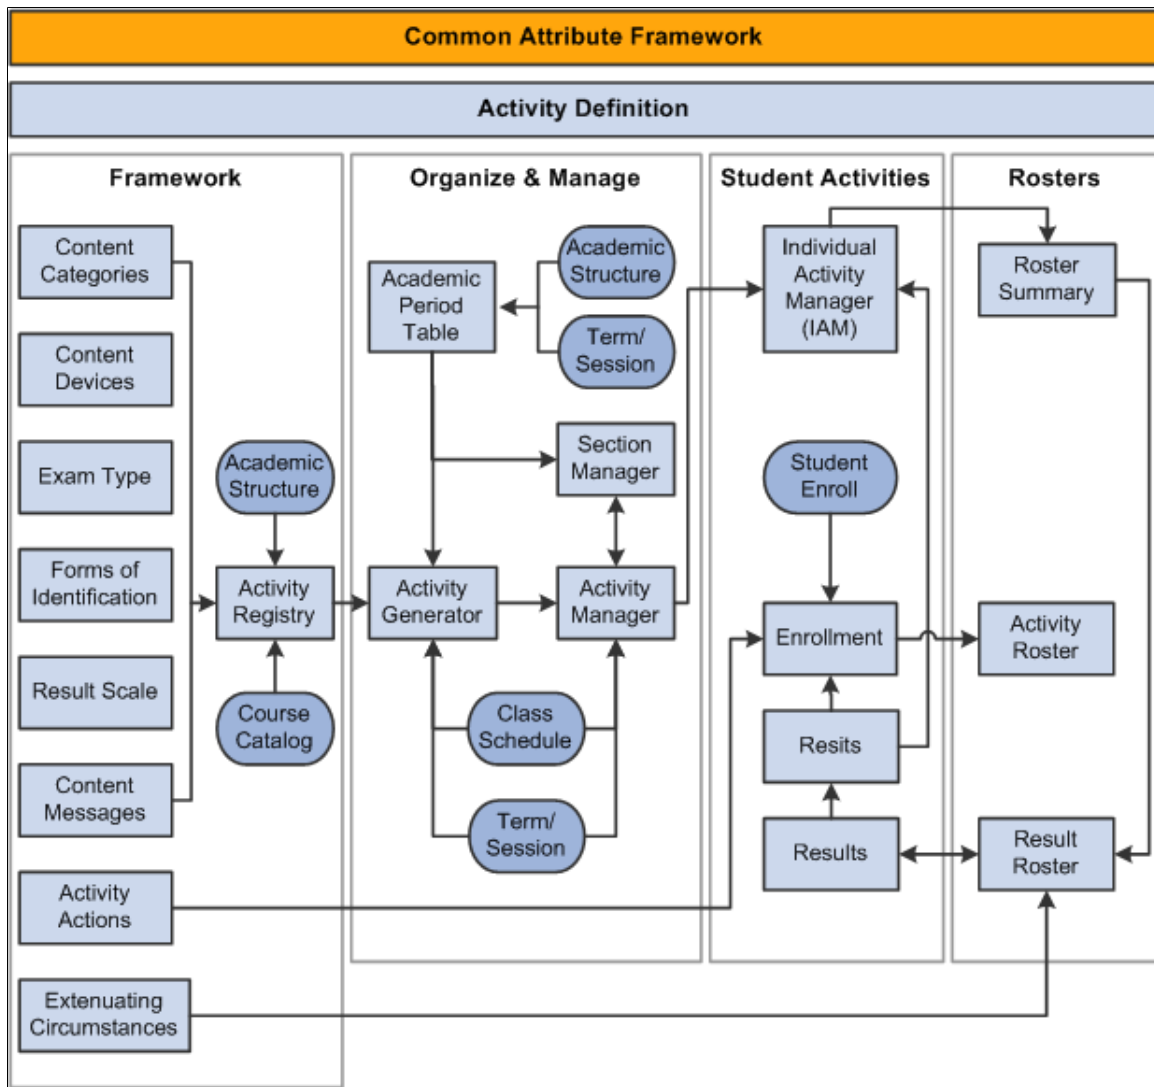 Common Attribute Framework
Activity Definition
Framework
Content
Categories
Content
Devices
Exam Type
Forms of
Identification
Result Scale
Content
Messages
Activity
Actions
Extenuating
Circumstances
Academic
Structure
Activity
Registry
Course
Catalog
Organize & Manage
Academic
Period
Table
Academic
Structure
Term/
Session
Section
Manager
Activity
Generator
Activity
Manager
Class
Schedule
Term/
Session
Student Activities
Individual
Activity
Manager
(IAM)
Student
Enroll
Enrollment
Resits
Results
Rosters
Roster
Summary
Activity
Roster
Result
Roster